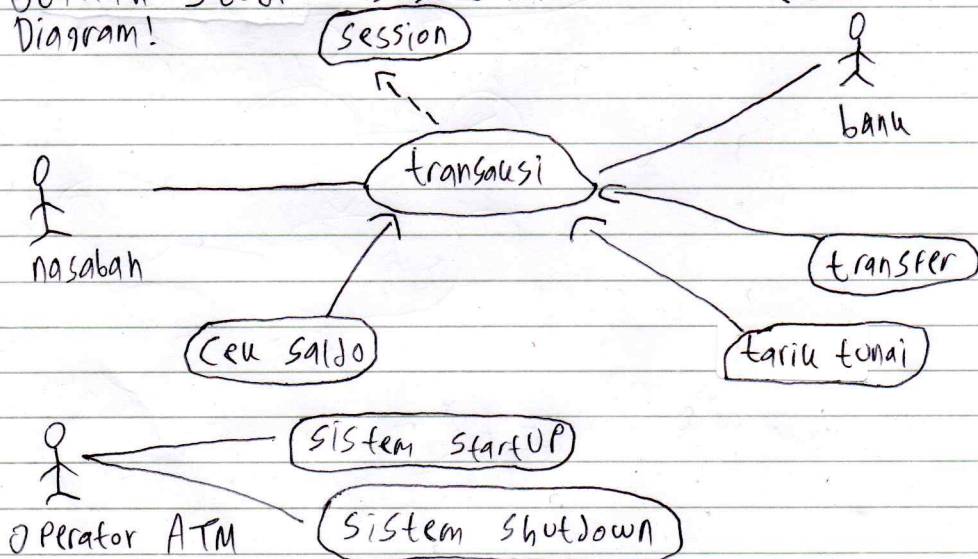 Diagram!
session
bank
transaksi
nasabah
transfer
Cek saldo
tarik tunai
sistem startUP
operator ATM
sistem shutdown